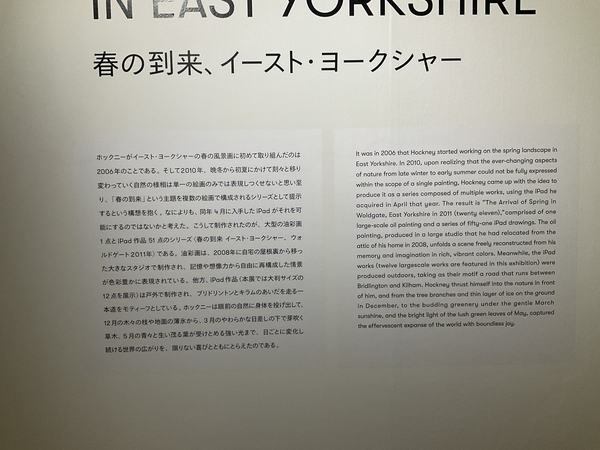 IN EAST YORKSHIRE
春の到来、イースト・ヨークシャー
ホックニーがイースト・ヨークシャーの春の風景画に初めて取り組んだのは
2006年のことである。そして2010年、晩冬から初夏にかけて刻々と移り
変わっていく自然の様相は単一の絵画のみでは表現しつくせないと思い至
り、「春の到来」という主題を複数の絵画で構成されるシリーズとして提示
するという構想を抱く。なによりも、同年4月に入手したiPadがそれを可
能にするのではないかと考えた。こうして制作されたのが、大型の油彩画
1点とiPad作品51点のシリーズ〈春の到来 イースト・ヨークシャー、ウォ
ルドゲート 2011年〉である。油彩画は、2008年に自宅の屋根裏から移っ
た大きなスタジオで制作され、記憶や想像力から自由に再構成した情景
が色彩豊かに表現されている。他方、iPad作品（本展では大判サイズの
12点を展示）は戸外で制作され、ブリドリントンとキラムのあいだを走る一
本道をモティーフとしている。ホックニーは眼前の自然に身体を投げ出して、
12月の木々の枝や地面の薄氷から、3月のやわらかな日差しの下で芽吹く
草木、5月の青々と生い茂る葉が受けとめる強い光まで、日ごとに変化し
続ける世界の広がりを、限りない喜びとともにとらえたのである。
It was in 2006 that Hockney started working on the spring landscape in
East Yorkshire. In 2010, upon realizing that the ever-changing aspects
of nature from late winter to early summer could not be fully expressed
within the scope of a single painting, Hockney came up with the idea to
produce it as a series composed of multiple works, using the iPad he
acquired in April that year. The result is "The Arrival of Spring in
Woldgate, East Yorkshire in 2011 (twenty eleven)," comprised of one
large-scale oil painting and a series of fifty-one iPad drawings. The oil
painting, produced in a large studio that he had relocated from the
attic of his home in 2008, unfolds a scene freely reconstructed from his
memory and imagination in rich, vibrant colors. Meanwhile, the iPad
works (twelve largescale works are featured in this exhibition) were
produced outdoors, taking as their motif a road that runs between
Bridlington and Kilham. Hockney thrust himself into the nature in front
of him, and from the tree branches and thin layer of ice on the ground
in December, to the budding greenery under the gentle March
sunshine, and the bright light of the lush green leaves of May, captured
the effervescent expanse of the world with boundless joy.